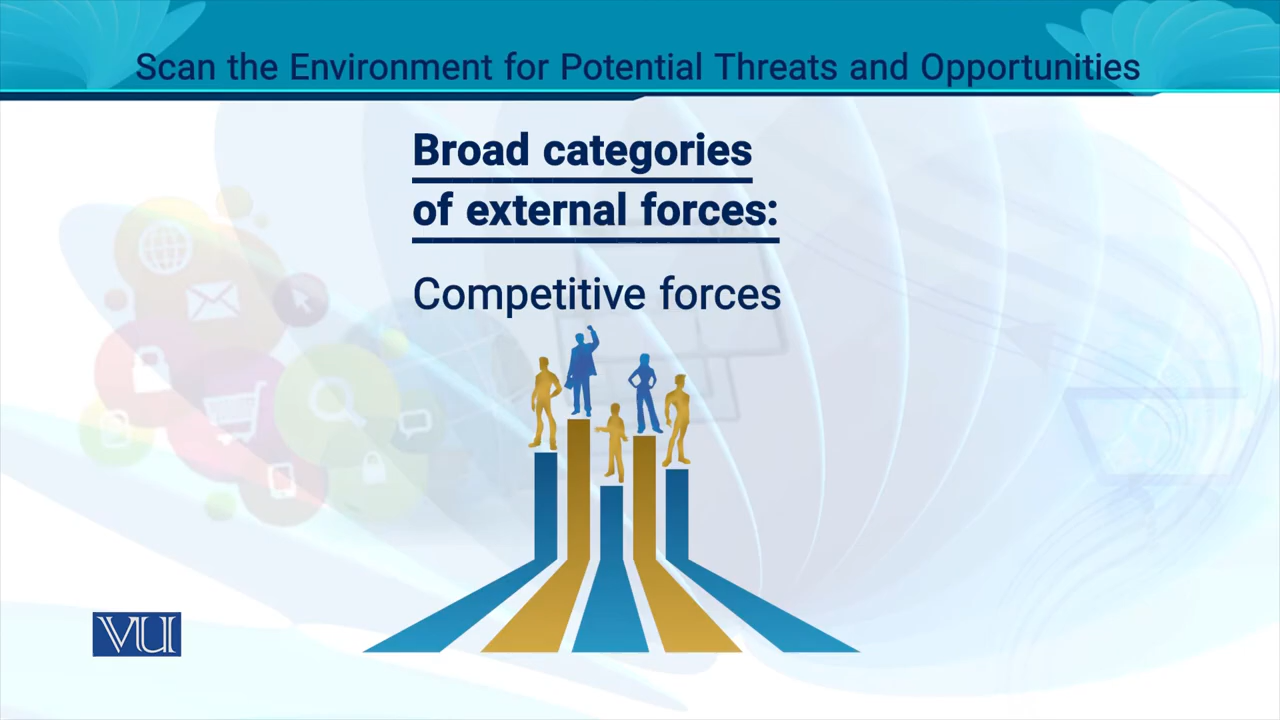 Scan the Environment for Potential Threats and Opportunities
Broad categories
of external forces:
Competitive forces
VU